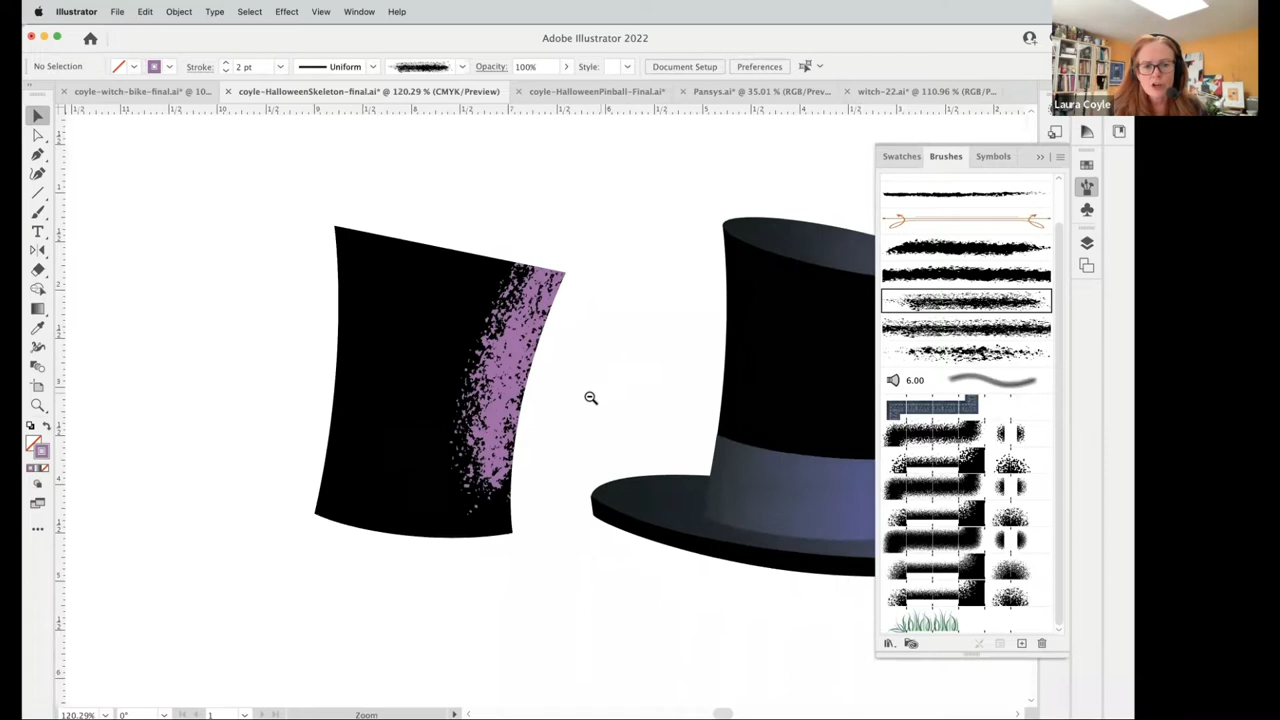 Illustrator File Edit Object Type Select Effect View Window Help
Adobe Illustrator 2022
No Selection Stroke: 2 pt Uniform Opacity: 100% Style: Document Setup Preferences
coyle-witch-bike-final.ai* @ 10... coyle-HalloweenSkeleton-final.ai* @ 120.29 % (CMYK/Preview) coyle-HalloweenPinball-Final.ai* Pansys.ai* @ 35.01 % (RGB/Prev... witch-22.ai* @ 110.96 % (RGB/P...
Laura Coyle
Swatches Brushes Symbols
6.00
120.29% 0° 1 Zoom